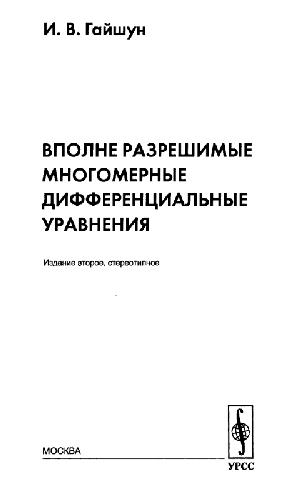 И. В. Гайшун
ВПОЛНЕ РАЗРЕШИМЫЕ
МНОГОМЕРНЫЕ
ДИФФЕРЕНЦИАЛЬНЫЕ
УРАВНЕНИЯ
Издание второе, стереотипное
МОСКВА
УРСС